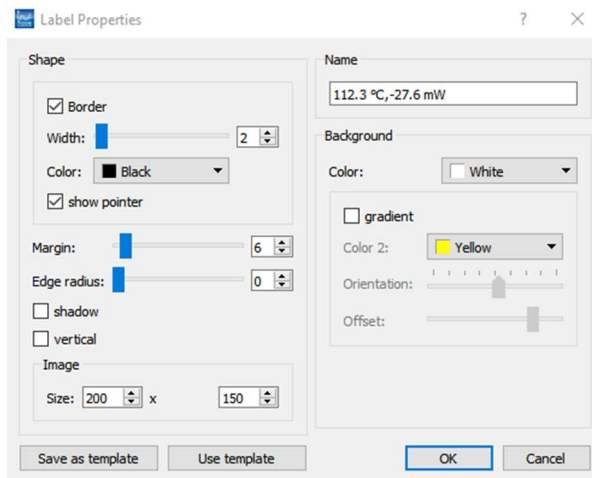 Label Properties
?
Shape
Border
Width:
2
Color:
Black
show pointer
Margin:
6
Edge radius:
0
shadow
vertical
Image
Size:
200
x
150
Name
112.3 ºC,-27.6 mW
Background
Color:
White
gradient
Color 2:
Yellow
Orientation:
Offset:
Save as template
Use template
OK
Cancel